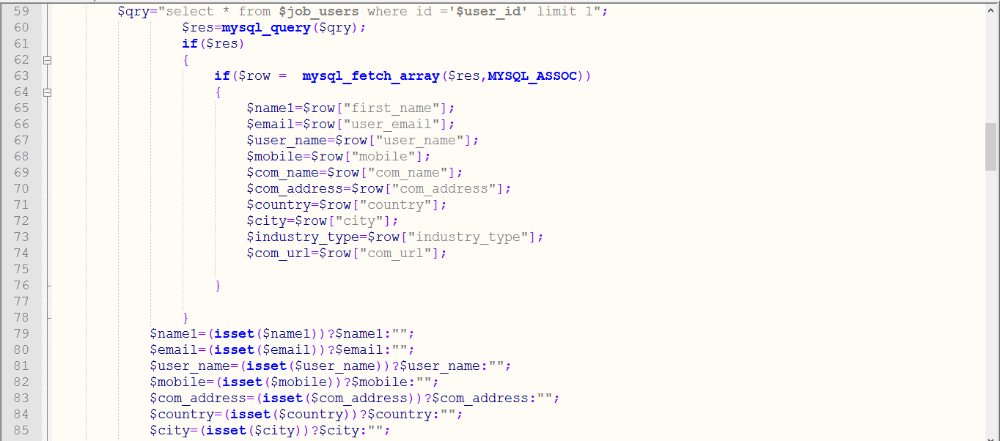 59 $qry="select * from $job_users where id ='$user_id' limit 1";
60 $res=mysql_query($qry);
61 if($res)
62 {
63 if($row =  mysql_fetch_array($res,MYSQL_ASSOC))
64 {
65 $name1=$row["first_name"];
66 $email=$row["user_email"];
67 $user_name=$row["user_name"];
68 $mobile=$row["mobile"];
69 $com_name=$row["com_name"];
70 $com_address=$row["com_address"];
71 $country=$row["country"];
72 $city=$row["city"];
73 $industry_type=$row["industry_type"];
74 $com_url=$row["com_url"];
75
76 }
77
78 }
79 $name1=(isset($name1))?$name1:"";
80 $email=(isset($email))?$email:"";
81 $user_name=(isset($user_name))?$user_name:"";
82 $mobile=(isset($mobile))?$mobile:"";
83 $com_address=(isset($com_address))?$com_address:"";
84 $country=(isset($country))?$country:"";
85 $city=(isset($city))?$city:"";